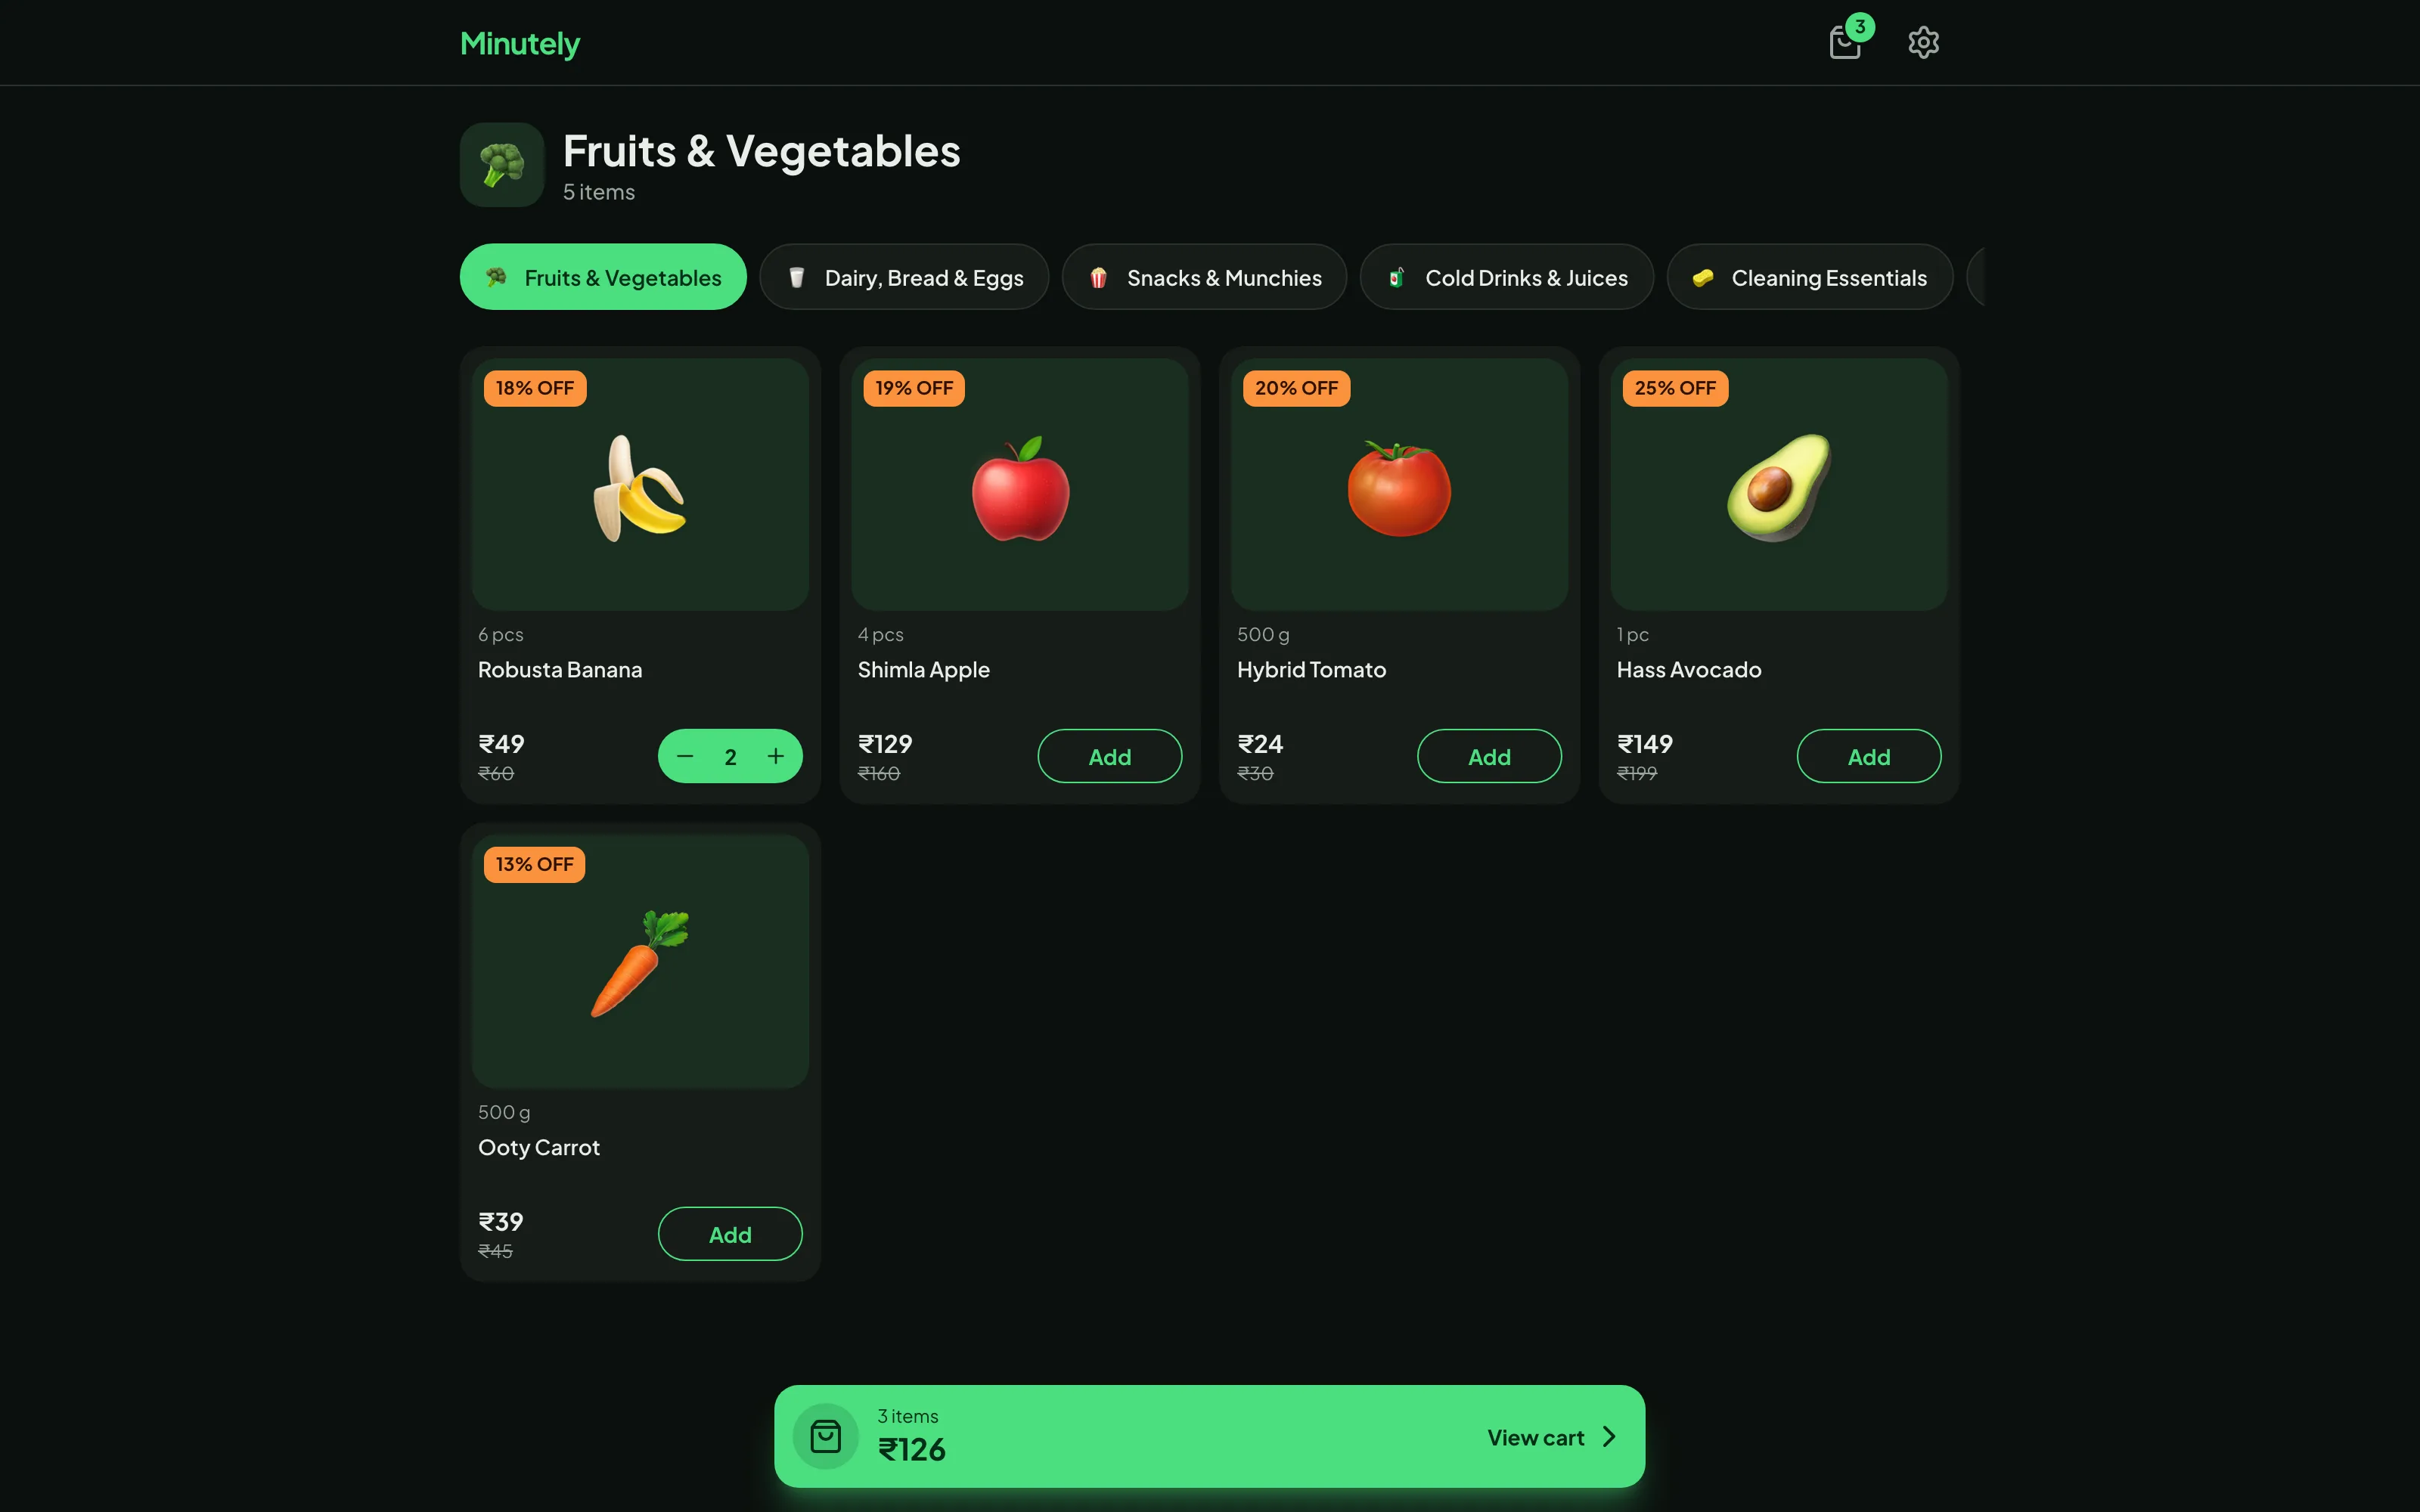 Minutely
3
Fruits & Vegetables
5 items
Fruits & Vegetables
Dairy, Bread & Eggs
Snacks & Munchies
Cold Drinks & Juices
Cleaning Essentials
18% OFF
19% OFF
20% OFF
25% OFF
6 pcs
4 pcs
500 g
1 pc
Robusta Banana
Shimla Apple
Hybrid Tomato
Hass Avocado
₹49
₹60
2
₹129
₹160
Add
₹24
₹30
Add
₹149
₹199
Add
13% OFF
500 g
Ooty Carrot
₹39
₹45
Add
3 items
₹126
View cart